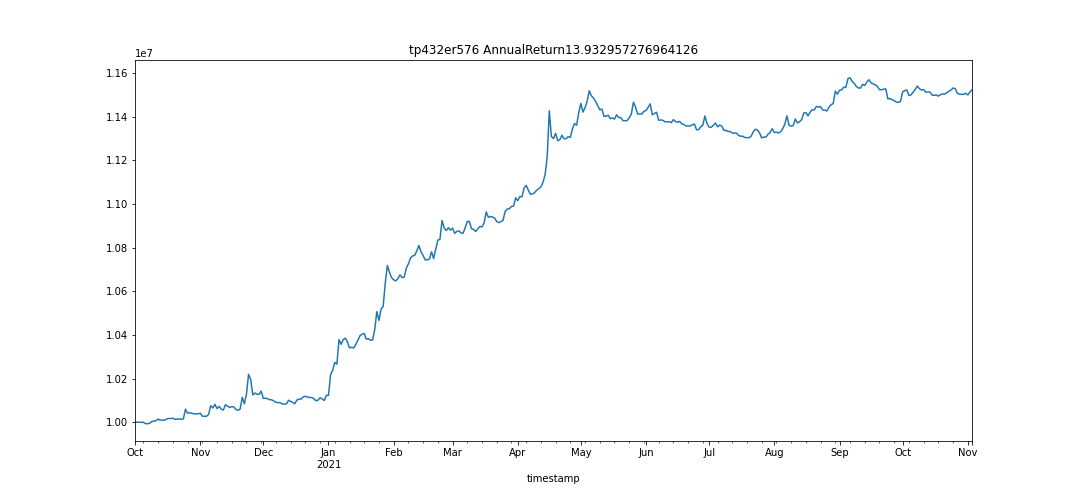 tp432er576 AnnualReturn13.932957276964126
1e7
1.16
1.14
1.12
1.10
1.08
1.06
1.04
1.02
1.00
Oct Nov Dec Jan Feb Mar Apr May Jun Jul Aug Sep Oct Nov
2021
timestamp